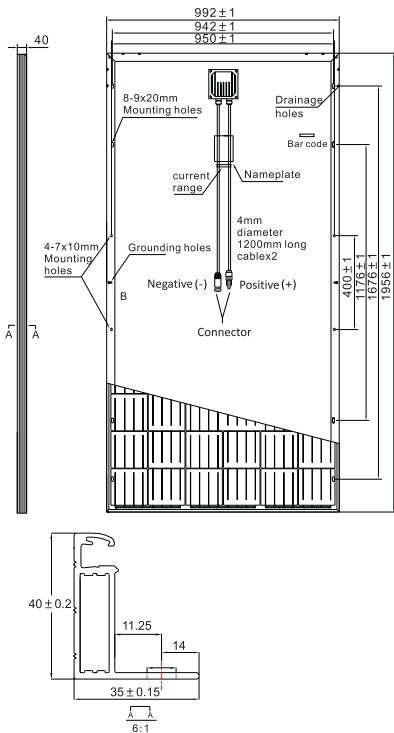 992±1
942±1
950±1
40
8-9x20mm
Mounting holes
Drainage
holes
Bar code
current
range
Nameplate
4mm
diameter
1200mm long
cablex2
4-7x10mm
Mounting
holes
Grounding holes
B
Negative (-)
Positive (+)
Connector
A
A
400±1
1176±1
1676±1
1956±1
40±0.2
11.25
14
35±0.15
A A
6:1